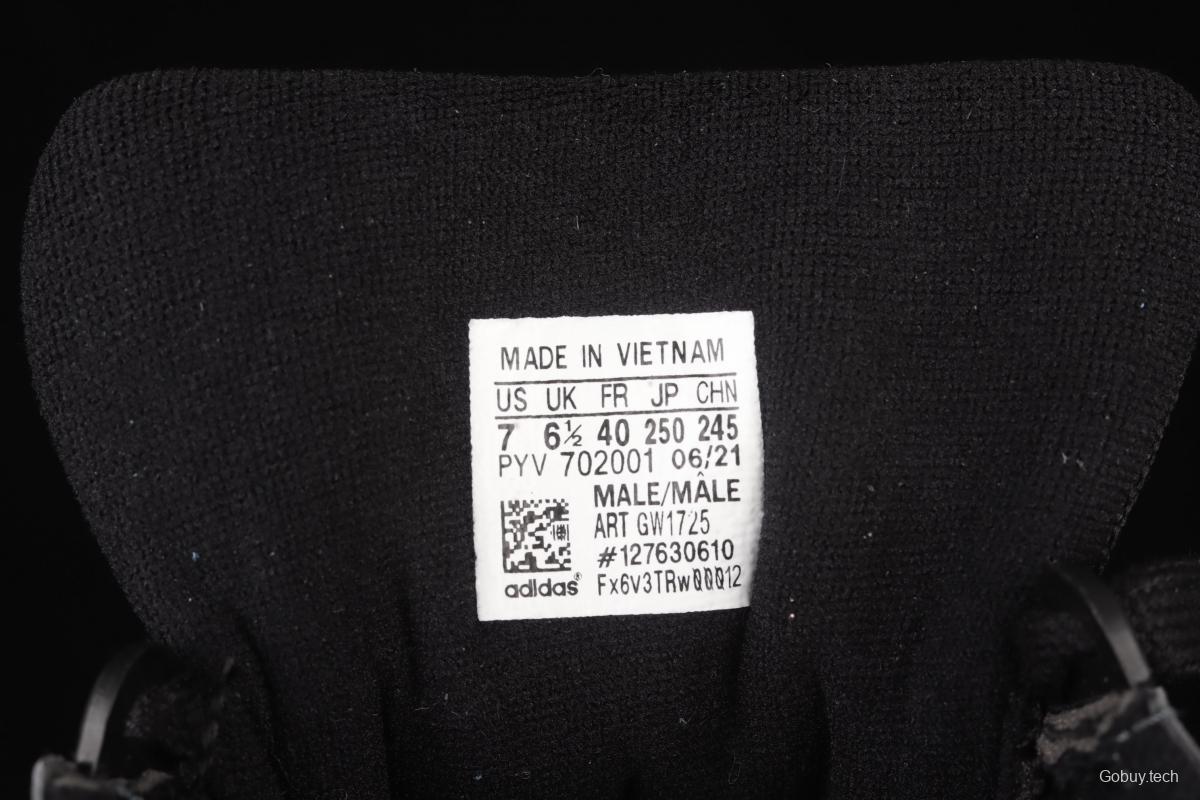 MADE IN VIETNAM
US UK FR JP CHN
7 6½ 40 250 245
PYV 702001 06/21
MALE/MÂLE
ART GW1725
#127630610
adidas® Fx6v3TRw00012
Gobuy.tech